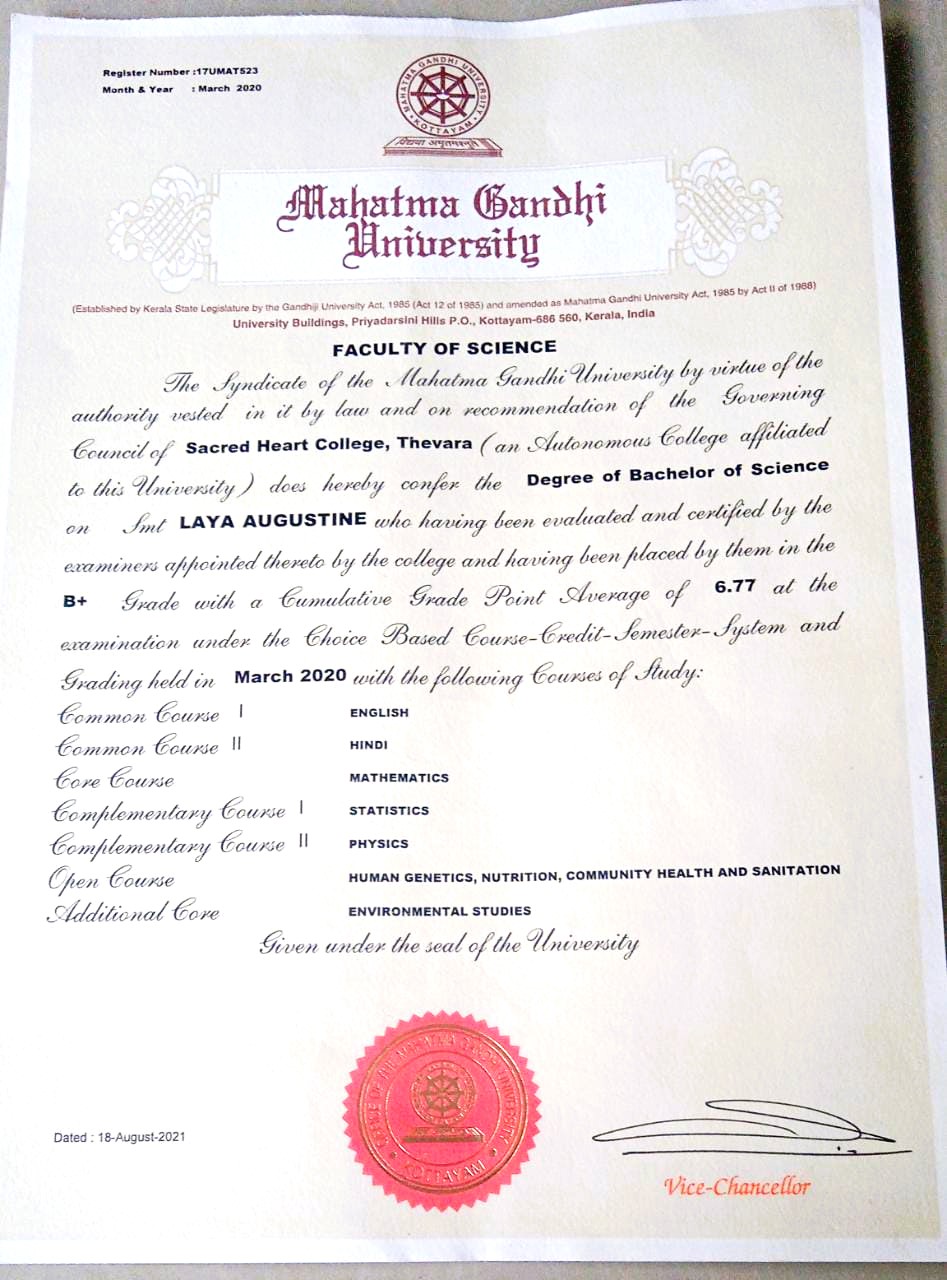 Register Number :17UMAT523
Month & Year : March 2020
MAHATMA GANDHI UNIVERSITY
KOTTAYAM
विद्यया अमृतमश्नुते
Mahatma Gandhi
University
(Established by Kerala State Legislature by the Gandhiji University Act, 1985 (Act 12 of 1985) and amended as Mahatma Gandhi University Act, 1985 by Act II of 1988)
University Buildings, Priyadarsini Hills P.O., Kottayam-686 560, Kerala, India
FACULTY OF SCIENCE
The Syndicate of the Mahatma Gandhi University by virtue of the
authority vested in it by law and on recommendation of the Governing
Council of Sacred Heart College, Thevara (an Autonomous College affiliated
to this University) does hereby confer the Degree of Bachelor of Science
on Smt LAYA AUGUSTINE who having been evaluated and certified by the
examiners appointed thereto by the college and having been placed by them in the
B+ Grade with a Cumulative Grade Point Average of 6.77 at the
examination under the Choice Based Course-Credit-Semester-System and
Grading held in March 2020 with the following Courses of Study:
Common Course I ENGLISH
Common Course II HINDI
Core Course MATHEMATICS
Complementary Course I STATISTICS
Complementary Course II PHYSICS
Open Course HUMAN GENETICS, NUTRITION, COMMUNITY HEALTH AND SANITATION
Additional Core ENVIRONMENTAL STUDIES
Given under the seal of the University
OF THE MAHATMA GANDHI UNIVERSITY
KOTTAYAM
Dated : 18-August-2021
Vice-Chancellor